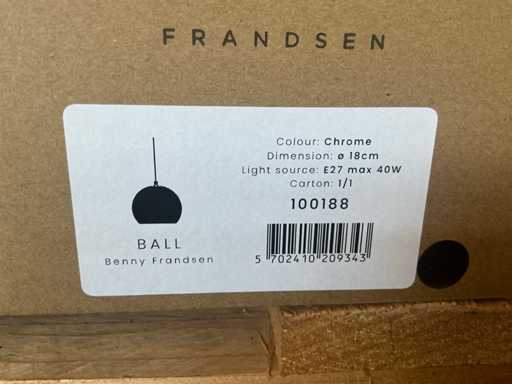 FRANDSEN
Colour: Chrome
Dimension: ø 18cm
Light source: E27 max 40W
Carton: 1/1
100188
5 702410 209343
BALL
Benny Frandsen